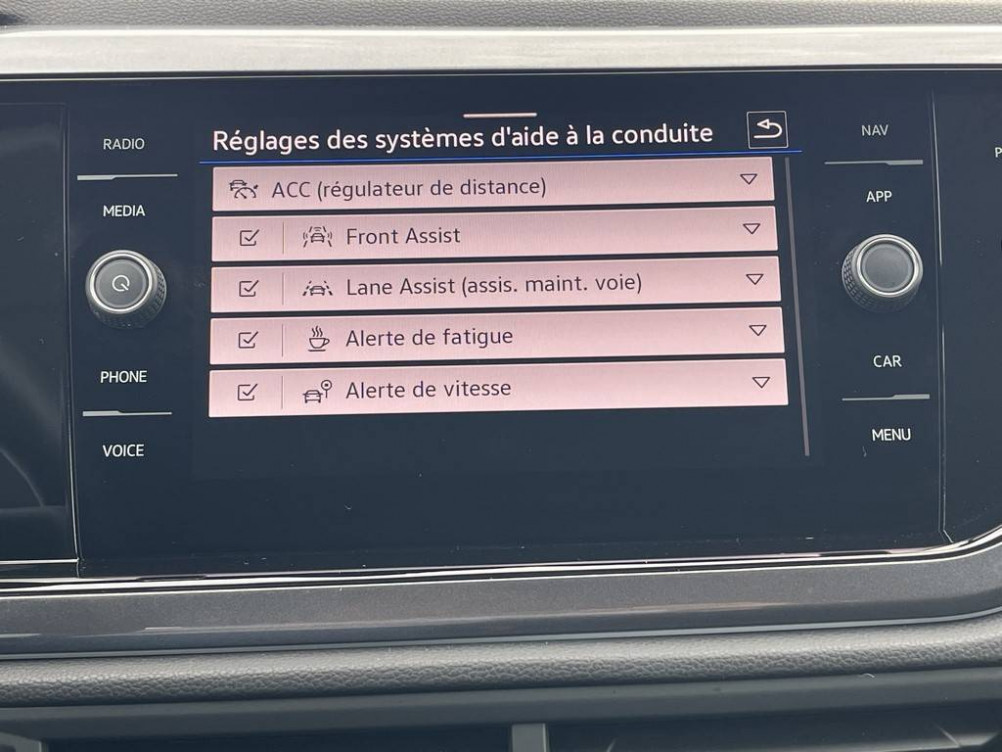 RADIO
MEDIA
PHONE
VOICE
Réglages des systèmes d'aide à la conduite
ACC (régulateur de distance)
Front Assist
Lane Assist (assis. maint. voie)
Alerte de fatigue
Alerte de vitesse
NAV
APP
CAR
MENU